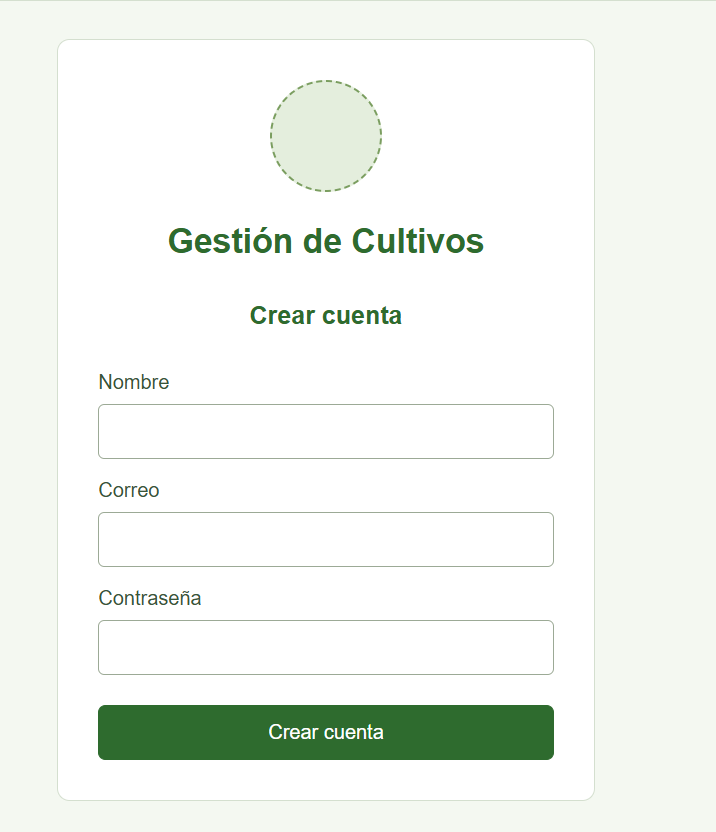 Gestión de Cultivos
Crear cuenta
Nombre
Correo
Contraseña
Crear cuenta